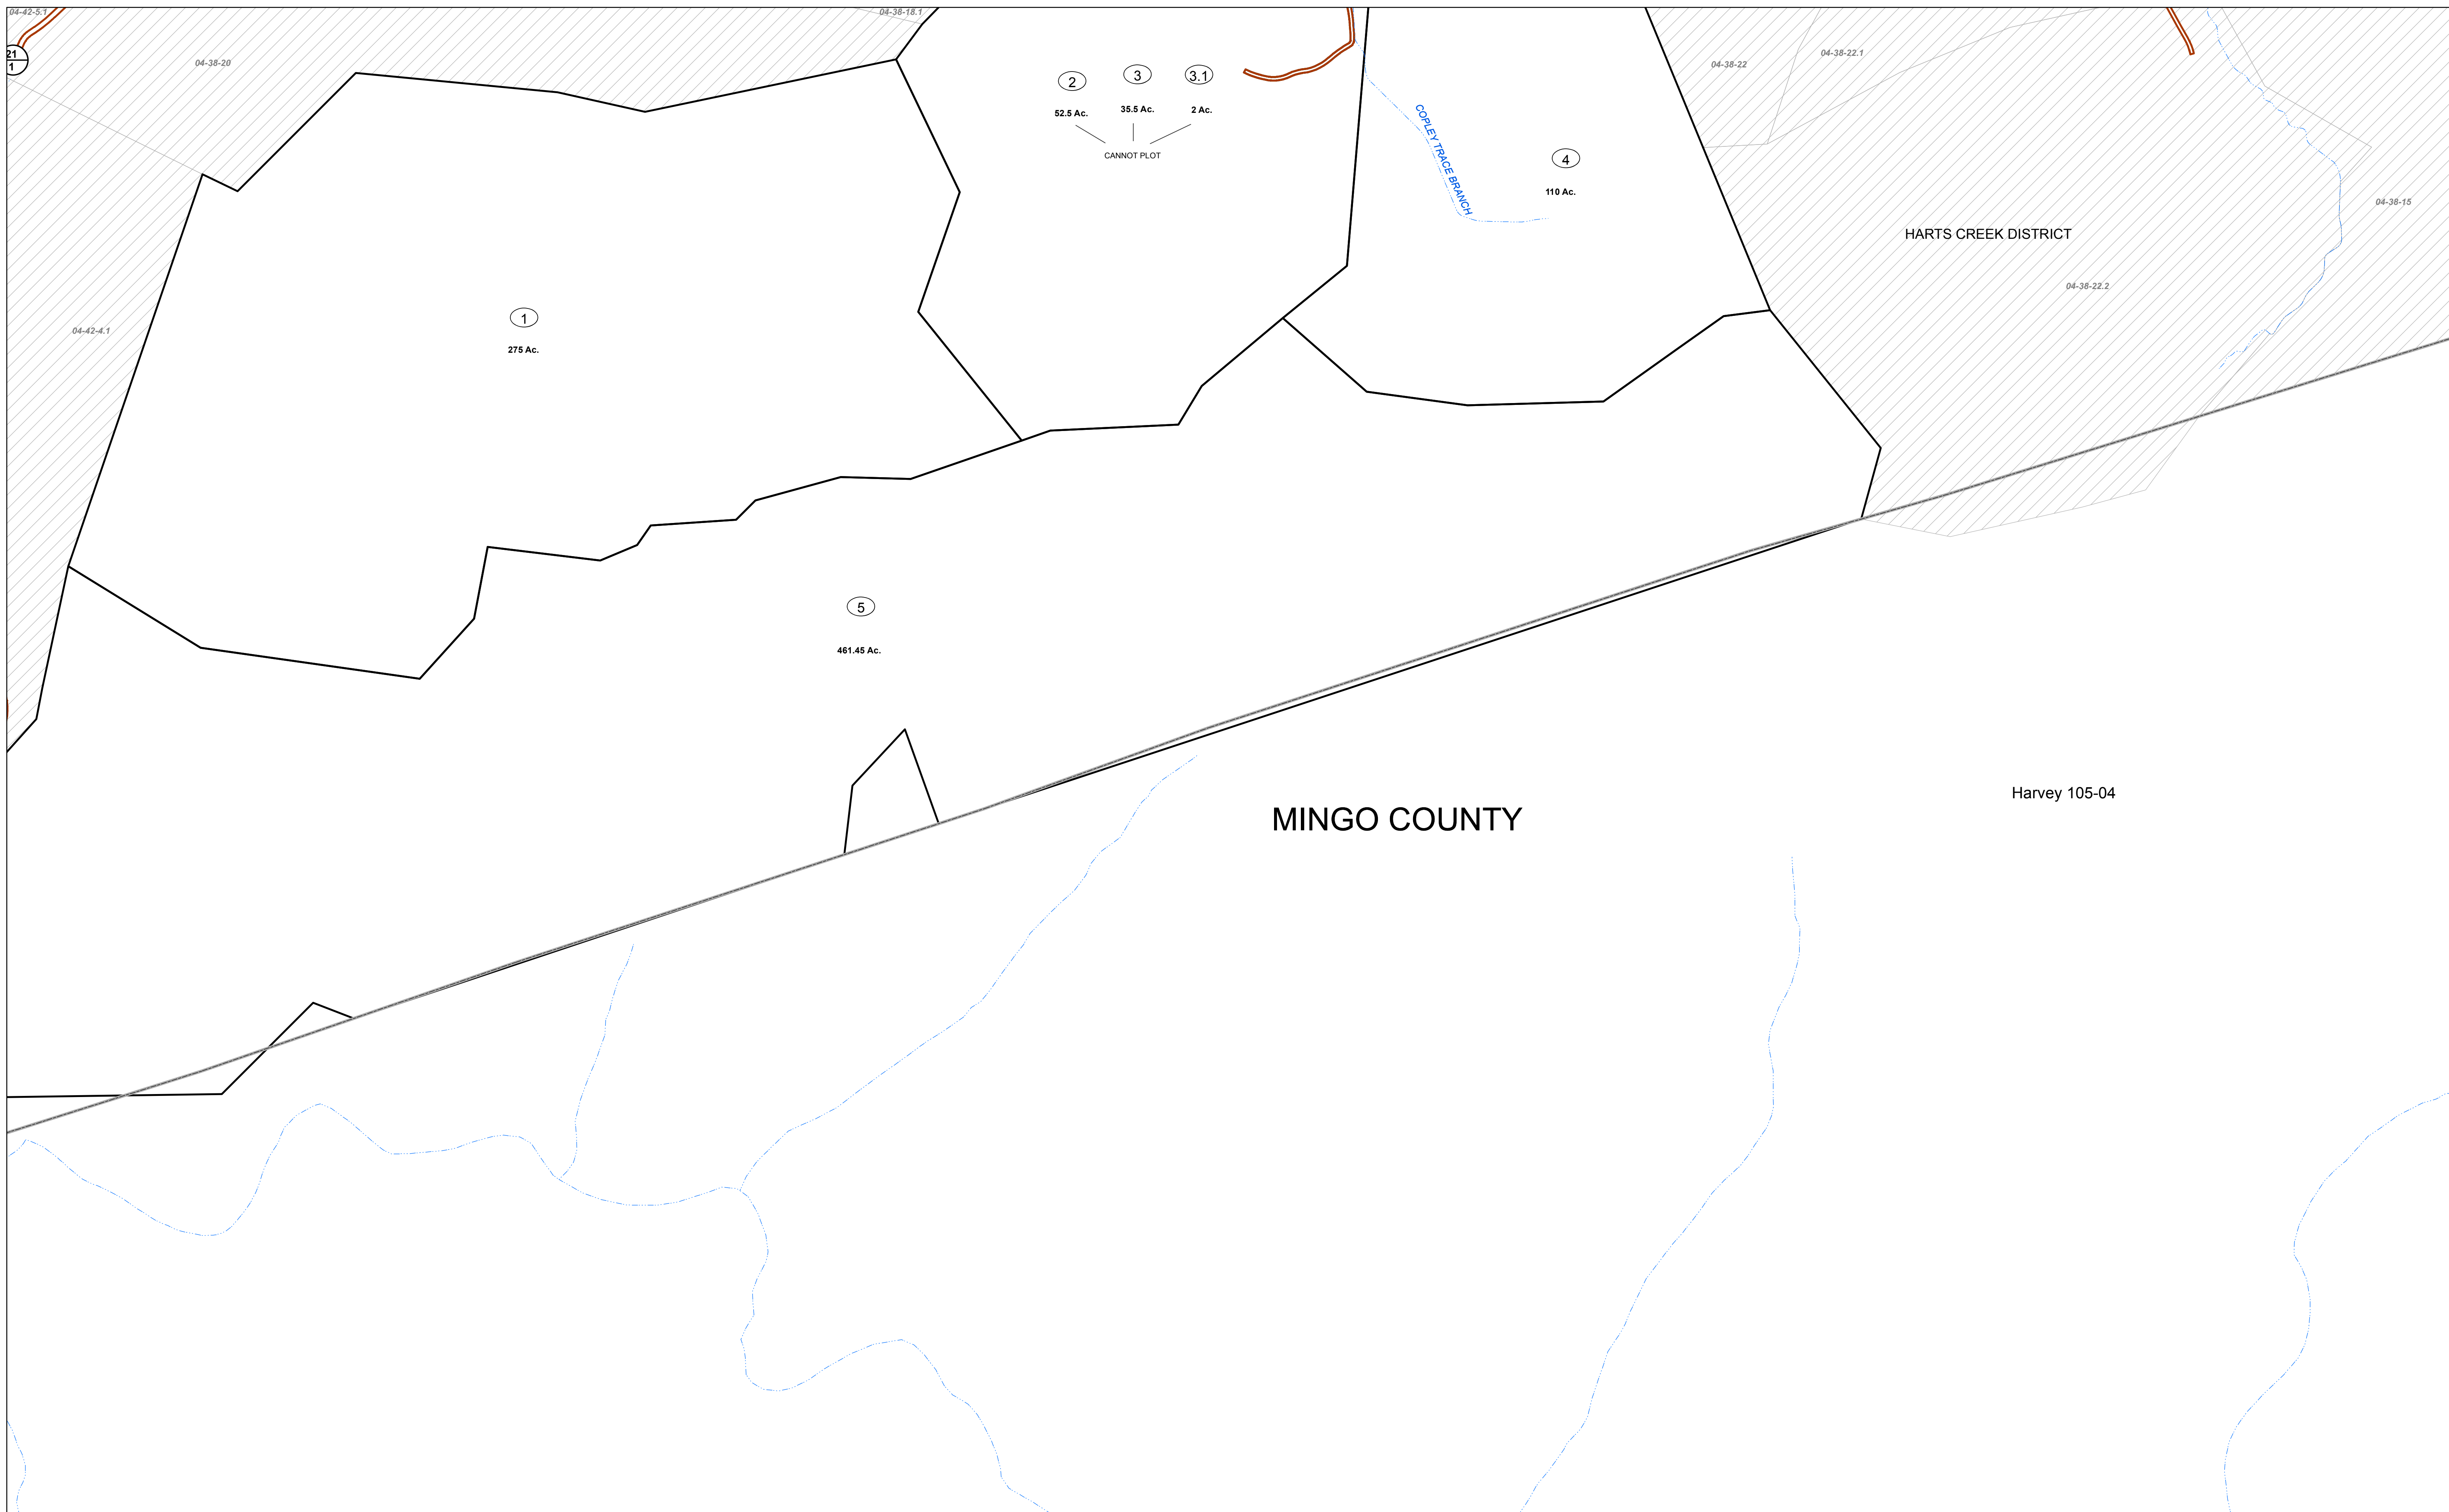 04-42-5.1
04-38-18.1
21
1
04-38-20
04-38-22
04-38-22.1
2
3
3.1
52.5 Ac.
35.5 Ac.
2 Ac.
CANNOT PLOT
COPLEY TRACE BRANCH
4
110 Ac.
04-38-15
HARTS CREEK DISTRICT
04-38-22.2
1
275 Ac.
04-42-4.1
5
461.45 Ac.
Harvey 105-04
MINGO COUNTY